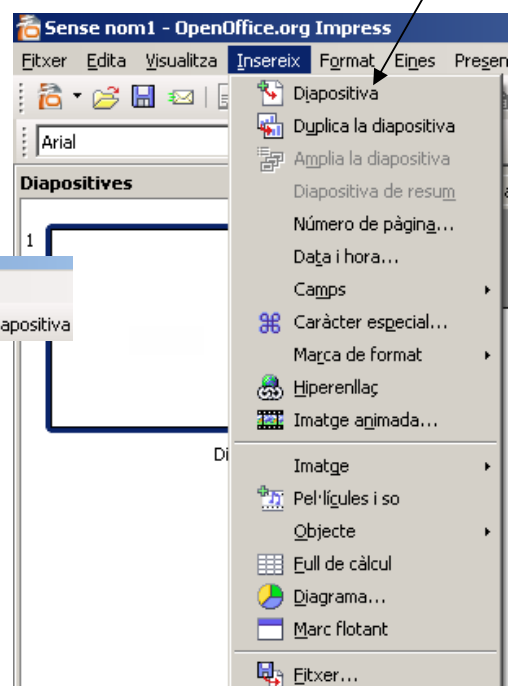 Sense nom1 - OpenOffice.org Impress
Fitxer Edita Visualitza Insereix Format Eines Presen
Arial
Diapositives
1
apositiva
Di
Diapositiva
Duplica la diapositiva
Amplia la diapositiva
Diapositiva de resum
Número de pàgina...
Data i hora...
Camps
Caràcter especial...
Marca de format
Hiperenllaç
Imatge animada...
Imatge
Pel·lícules i so
Objecte
Full de càlcul
Diagrama...
Marc flotant
Fitxer...